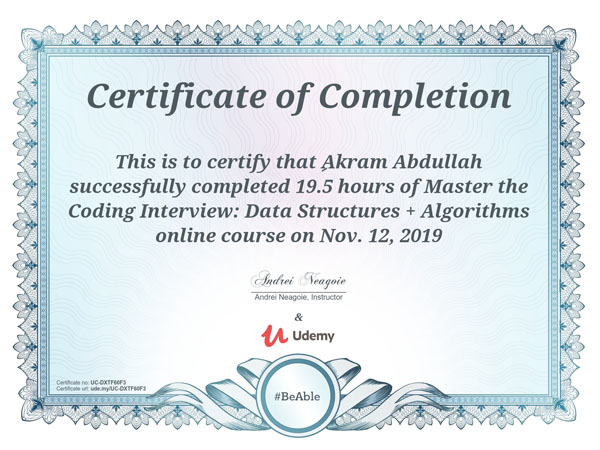 Certificate of Completion
This is to certify that Akram Abdullah
successfully completed 19.5 hours of Master the
Coding Interview: Data Structures + Algorithms
online course on Nov. 12, 2019
Andrei Neagoie
Andrei Neagoie, Instructor
&
Udemy
Certificate no: UC-DXTF60F3
Certificate url: ude.my/UC-DXTF60F3
#BeAble